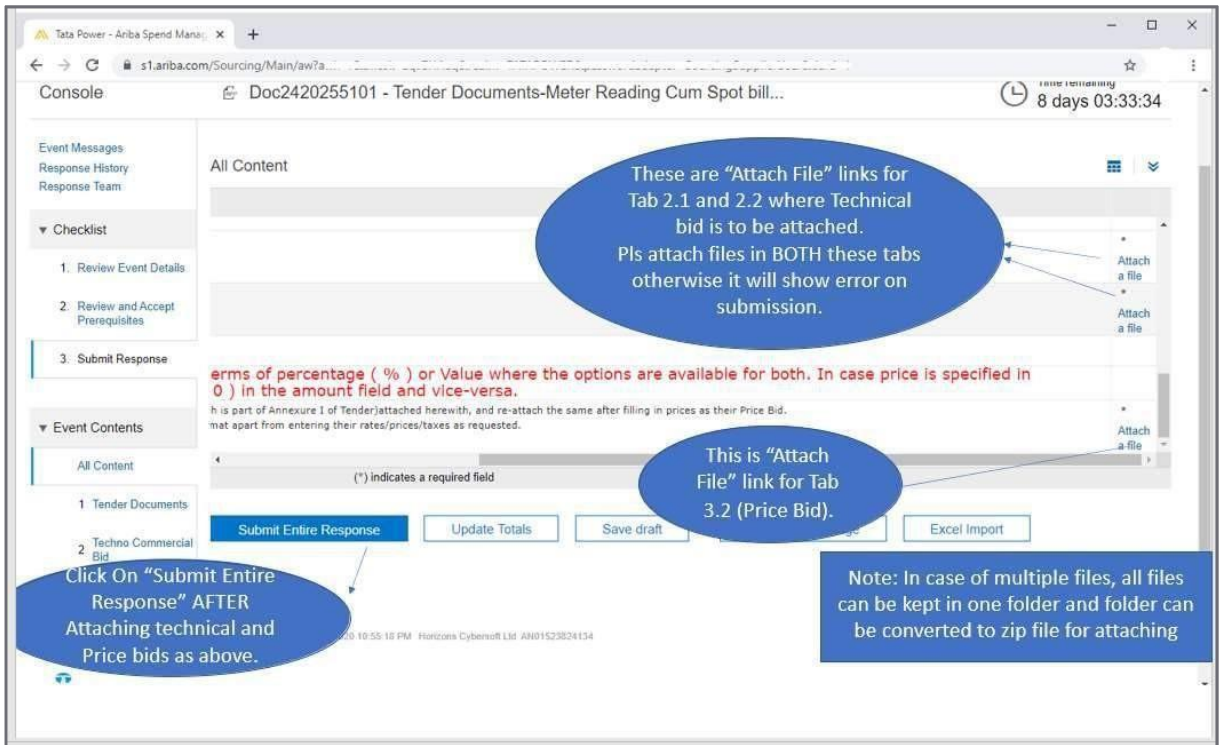 Tata Power - Ariba Spend Manag
s1.ariba.com/Sourcing/Main/aw?a
Console
Doc2420255101 - Tender Documents-Meter Reading Cum Spot bill...
Time remaining
8 days 03:33:34
Event Messages
Response History
Response Team
All Content
▼ Checklist
1. Review Event Details
2. Review and Accept
Prerequisites
3. Submit Response
These are “Attach File” links for
Tab 2.1 and 2.2 where Technical
bid is to be attached.
Pls attach files in BOTH these tabs
otherwise it will show error on
submission.
*
Attach
a file
*
Attach
a file
erms of percentage ( % ) or Value where the options are available for both. In case price is specified in
0 ) in the amount field and vice-versa.
h is part of Annexure I of Tender)attached herewith, and re-attach the same after filling in prices as their Price Bid.
mat apart from entering their rates/prices/taxes as requested.
*
Attach
a file
▼ Event Contents
All Content
1 Tender Documents
2 Techno Commercial
Bid
(*) indicates a required field
This is “Attach
File” link for Tab
3.2 (Price Bid).
Submit Entire Response
Update Totals
Save draft
Excel Import
Click On “Submit Entire
Response” AFTER
Attaching technical and
Price bids as above.
Note: In case of multiple files, all files
can be kept in one folder and folder can
be converted to zip file for attaching
20 10:55:18 PM Horizons Cybersoft Ltd AN01523824134